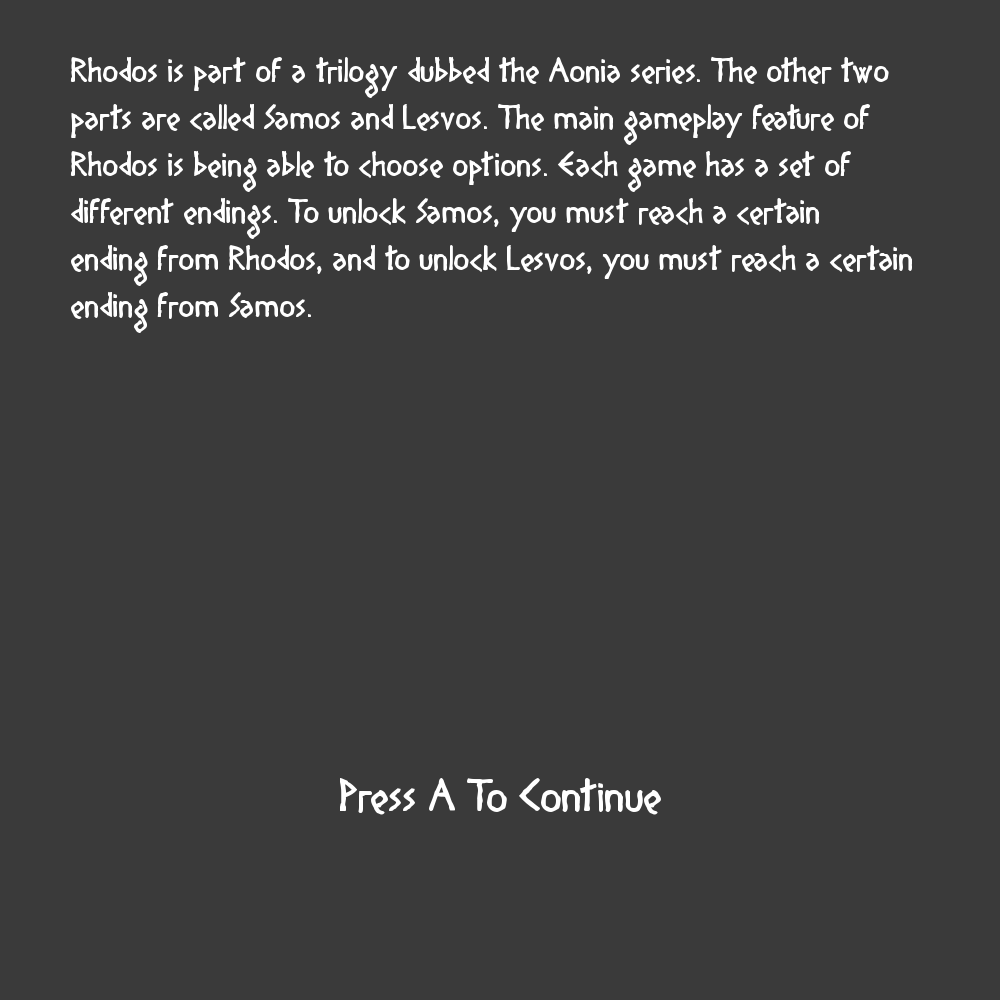 Rhodos is part of a trilogy dubbed the Aonia series. The other two
parts are called Samos and Lesvos. The main gameplay feature of
Rhodos is being able to choose options. Each game has a set of
different endings. To unlock Samos, you must reach a certain
ending from Rhodos, and to unlock Lesvos, you must reach a certain
ending from Samos.
Press A To Continue